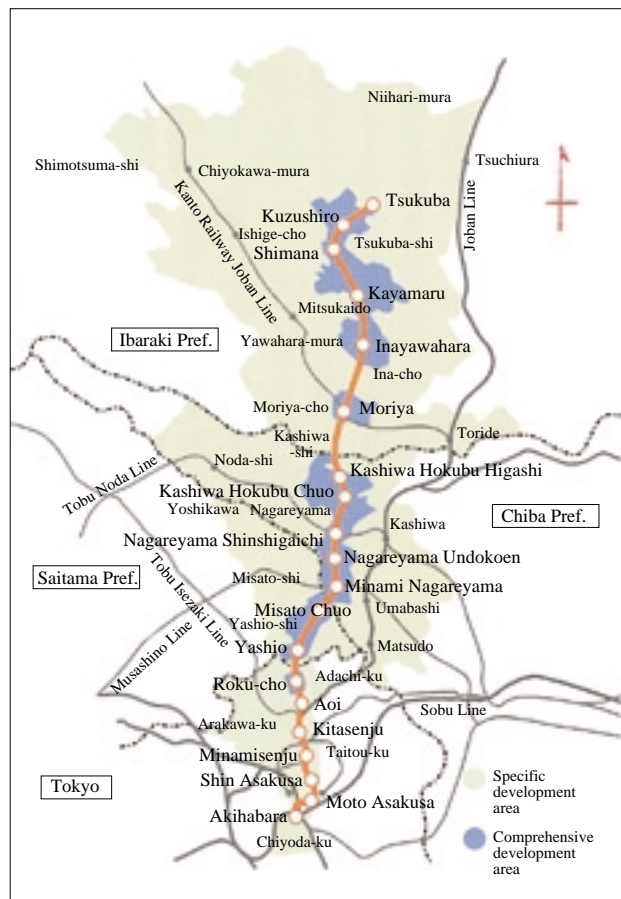 Niihari-mura
Shimotsuma-shi
Chiyokawa-mura
Tsuchiura
Kanto Railway Joban Line
Joban Line
Tsukuba
Kuzushiro
Ishige-cho
Tsukuba-shi
Shimana
Kayamaru
Mitsukaido
Ibaraki Pref.
Yawahara-mura
Inayawahara
Ina-cho
Moriya-cho
Moriya
Kashiwa
-shi
Toride
Noda-shi
Tobu Noda Line
Kashiwa Hokubu Higashi
Kashiwa Hokubu Chuo
Yoshikawa
Nagareyama
Chiba Pref.
Kashiwa
Nagareyama Shinshigaichi
Nagareyama Undokoen
Saitama Pref.
Tobu Isezaki Line
Misato-shi
Minami Nagareyama
Misato Chuo
Umabashi
Musashino Line
Yashio-shi
Yashio
Matsudo
Roku-cho
Adachi-ku
Aoi
Sobu Line
Arakawa-ku
Kitasenju
Minamisenju
Taitou-ku
Tokyo
Shin Asakusa
Moto Asakusa
Akihabara
Chiyoda-ku
Specific
development
area
Comprehensive
development area